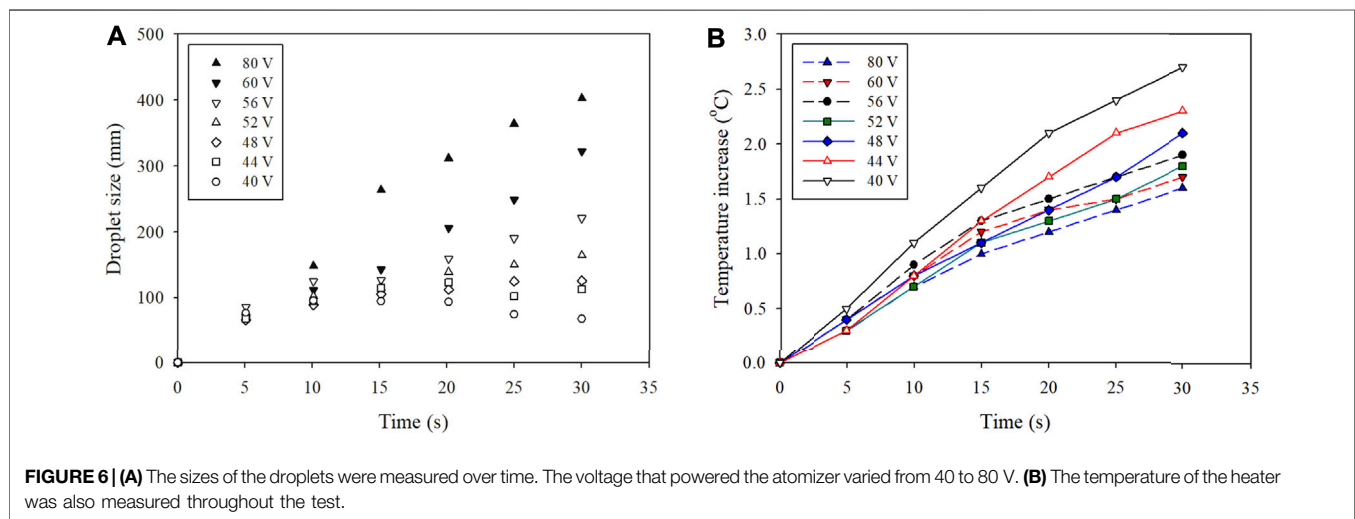 A
500
400
300
200
100
0
Droplet size (mm)
80 V
60 V
56 V
52 V
48 V
44 V
40 V
0 5 10 15 20 25 30 35
Time (s)
B
3.0
2.5
2.0
1.5
1.0
0.5
0.0
Temperature increase (°C)
80 V
60 V
56 V
52 V
48 V
44 V
40 V
0 5 10 15 20 25 30 35
Time (s)
FIGURE 6 | (A) The sizes of the droplets were measured over time. The voltage that powered the atomizer varied from 40 to 80 V. (B) The temperature of the heater
was also measured throughout the test.